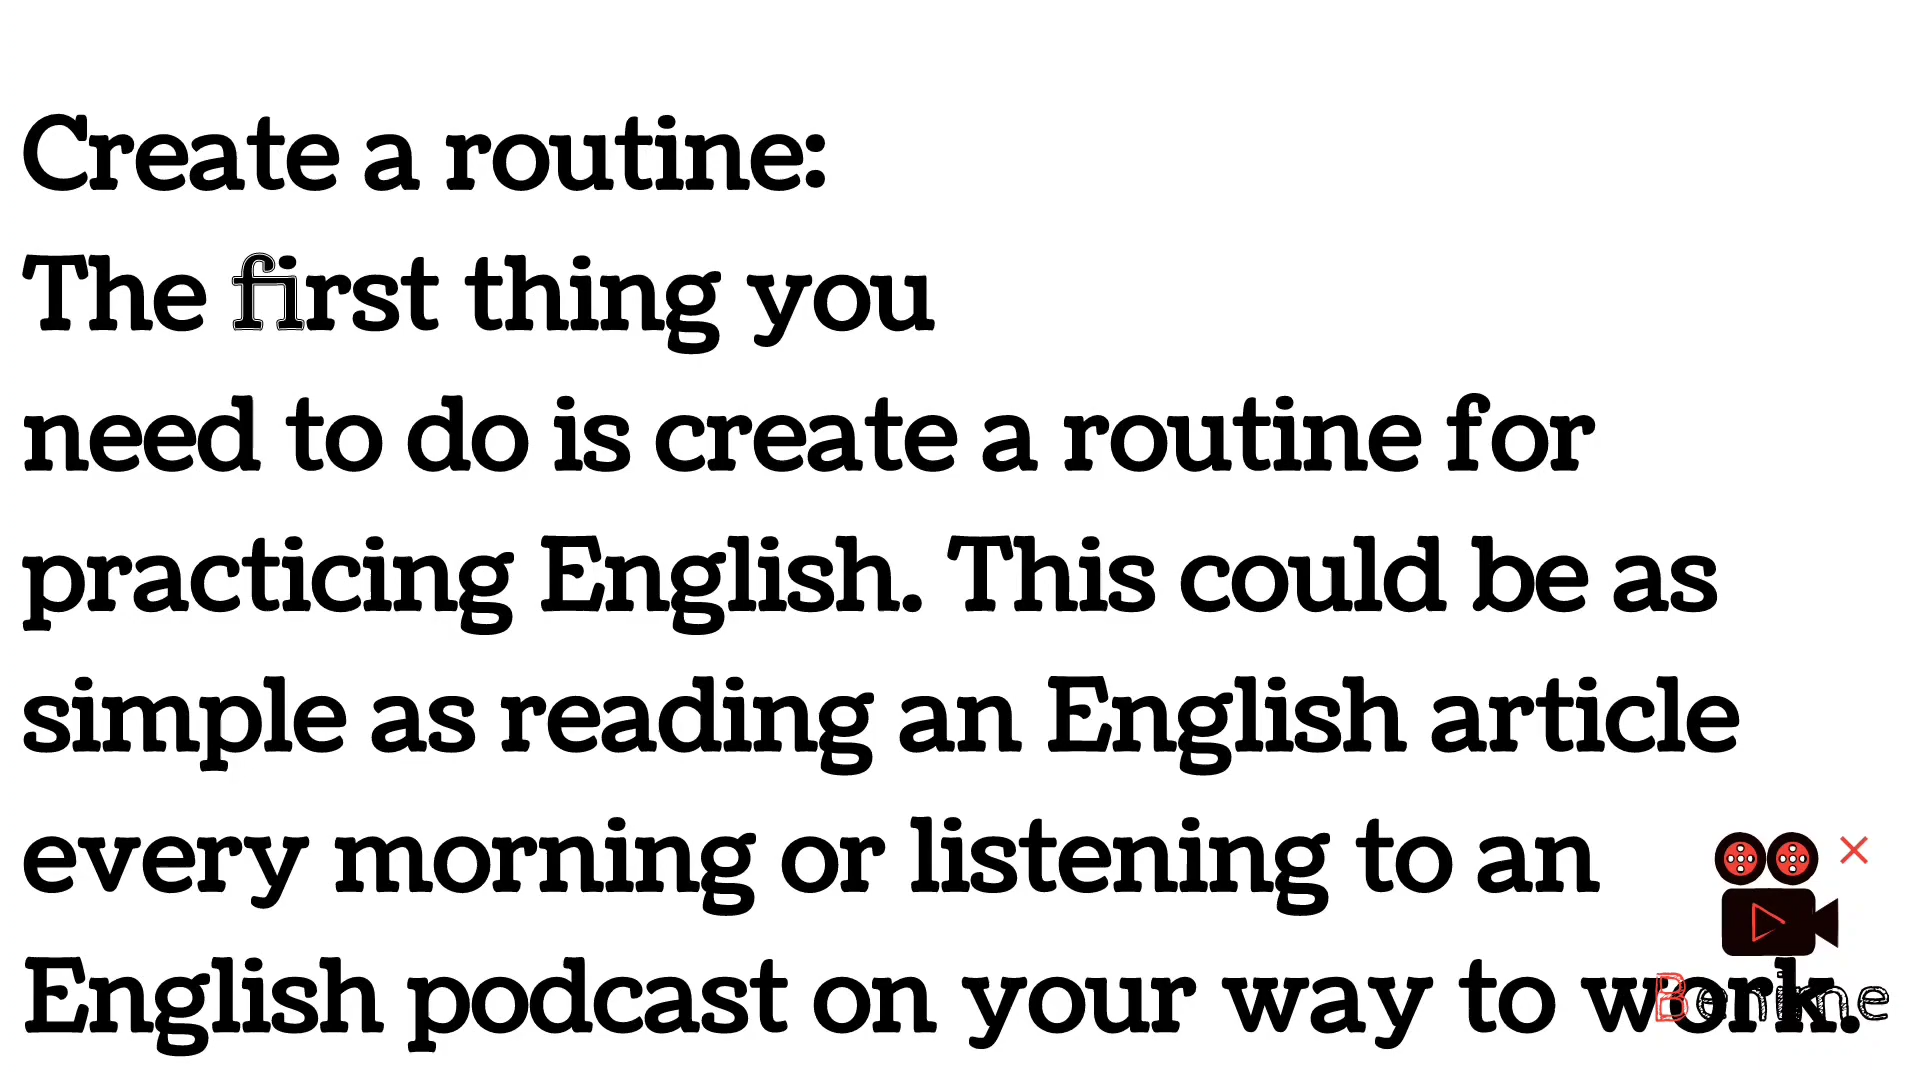 Create a routine:
The first thing you
need to do is create a routine for
practicing English. This could be as
simple as reading an English article
every morning or listening to an
English podcast on your way to work.
Benime